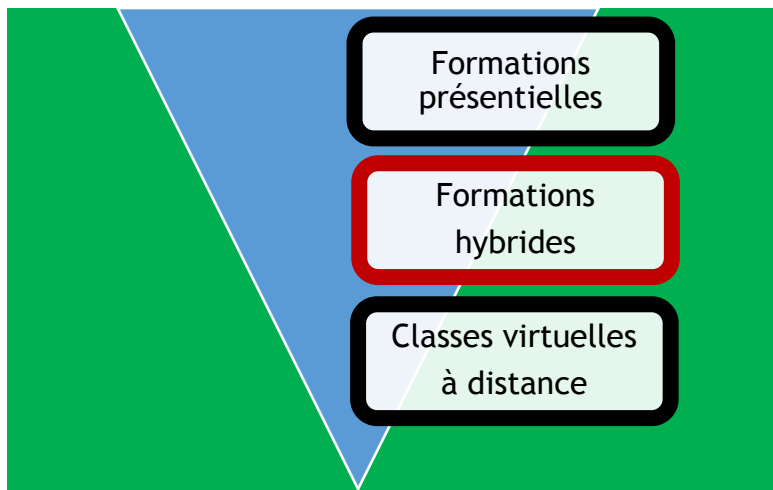 Formations
présentielles
Formations
hybrides
Classes virtuelles
à distance